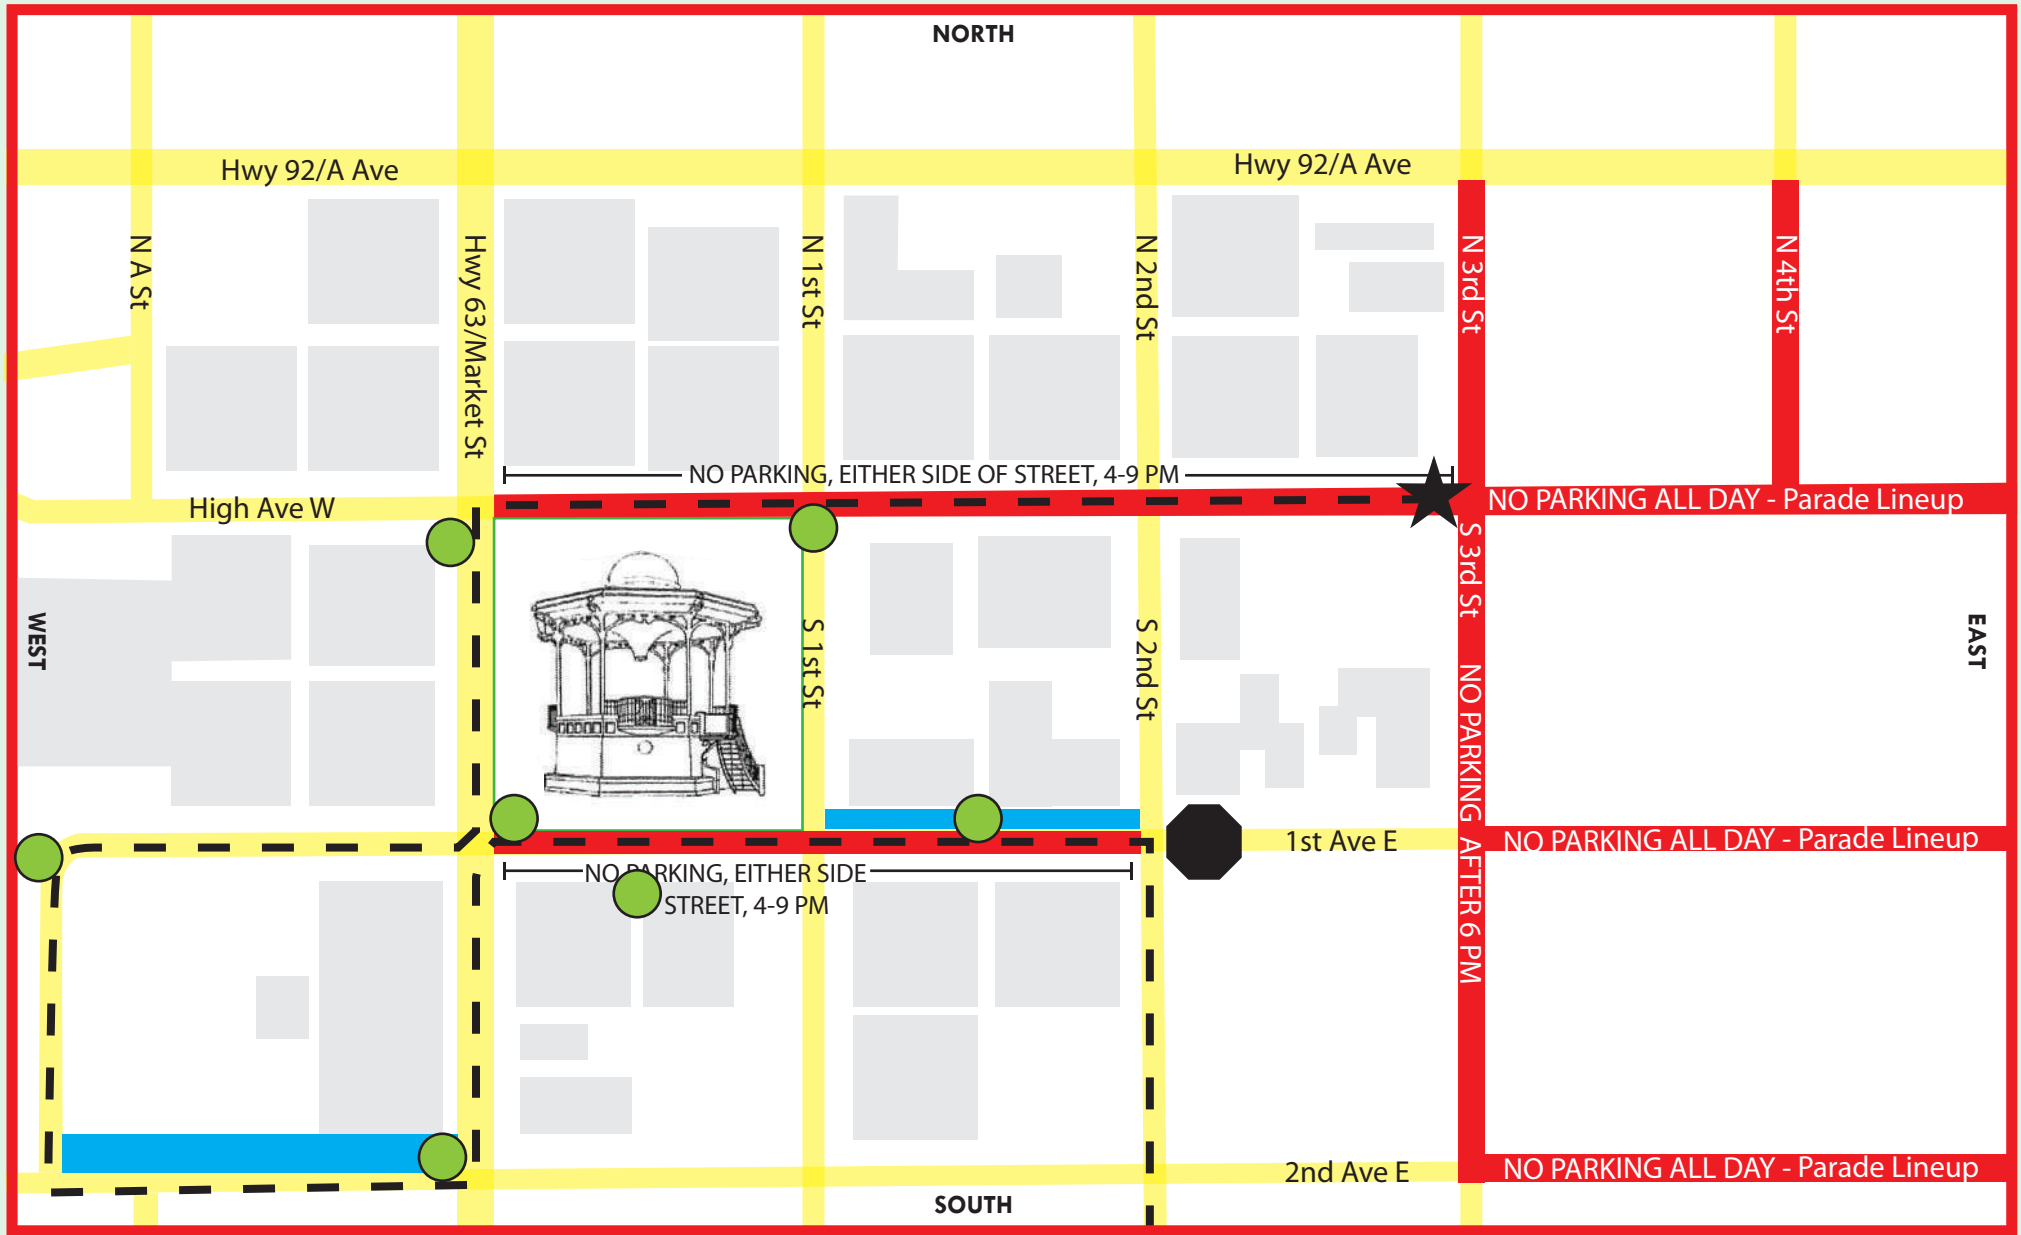 NORTH
Hwy 92/A Ave
Hwy 92/A Ave
N A St
Hwy 63/Market St
N 1st St
N 2nd St
N 3rd St
N 4th St
NO PARKING, EITHER SIDE OF STREET, 4-9 PM
High Ave W
NO PARKING ALL DAY - Parade Lineup
WEST
S 1st St
S 2nd St
S 3rd St NO PARKING AFTER 6 PM
EAST
1st Ave E
NO PARKING ALL DAY - Parade Lineup
NO PARKING, EITHER SIDE
STREET, 4-9 PM
2nd Ave E
NO PARKING ALL DAY - Parade Lineup
SOUTH